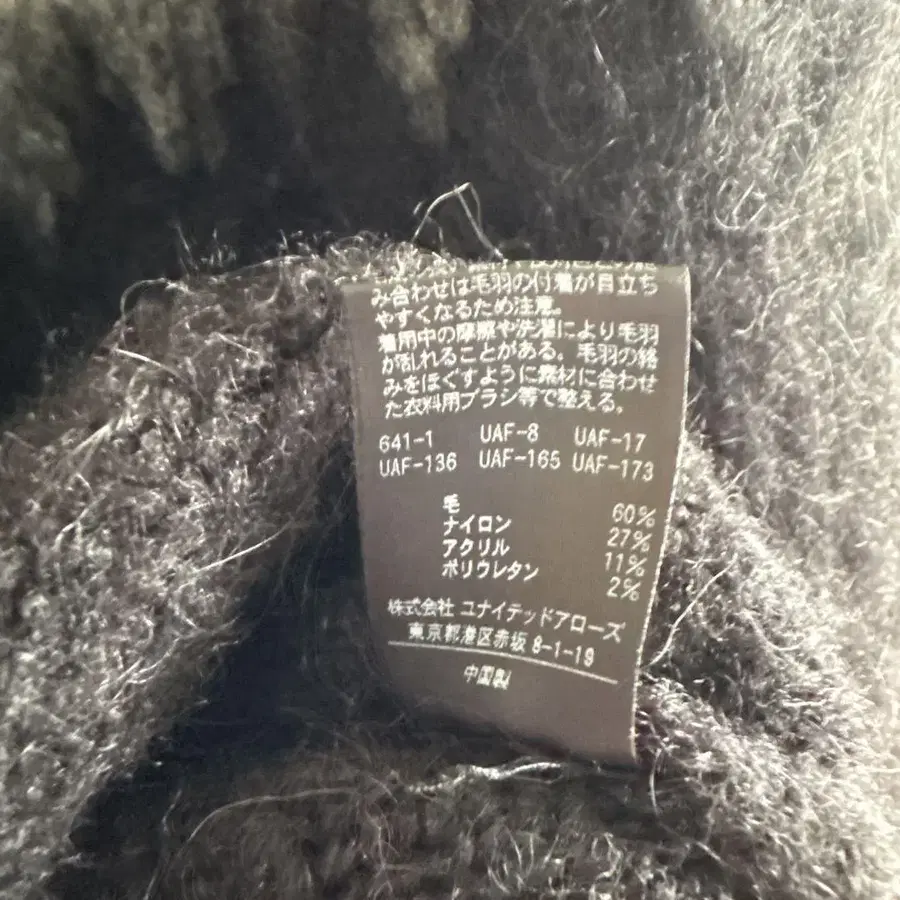 み合わせは毛羽の付着が目立ち
やすくなるため注意。
着用中の摩擦や洗濯により毛羽
が乱れることがある。毛羽の絡
みをほぐすように素材に合わせ
た衣料用ブラシ等で整える。
641-1 UAF-8 UAF-17
UAF-136 UAF-165 UAF-173
毛 60%
ナイロン 27%
アクリル 11%
ポリウレタン 2%
株式会社 ユナイテッドアローズ
東京都港区赤坂 8-1-19
中国製